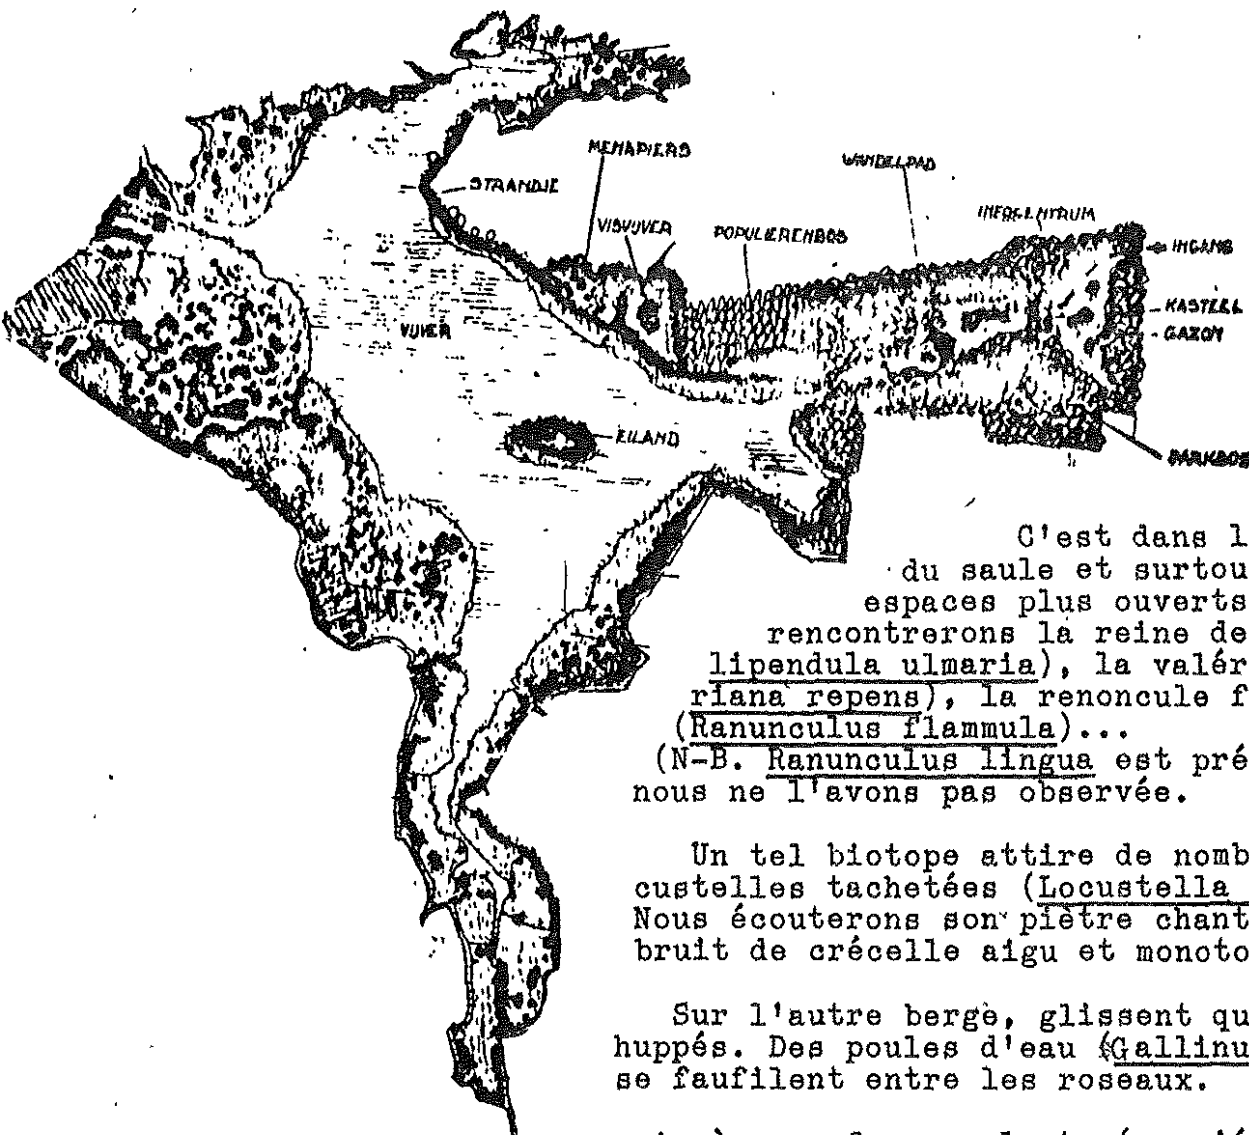 MENAPIERS
WANDELPAD
STRANDJE
INFOCENTRUM
VISVIJVER
POPULIERENBOS
INGANG
KASTEEL
GAZON
VIJVER
EILAND
PARKBOS
C'est dans l
du saule et surtou
espaces plus ouverts
rencontrerons la reine de
lipendula ulmaria), la valér
riana repens), la renoncule f
(Ranunculus flammula)...
(N-B. Ranunculus lingua est pré
nous ne l'avons pas observée.
Un tel biotope attire de nomb
custelles tachetées (Locustella
Nous écouterons son piètre chant
bruit de crécelle aigu et monoto
Sur l'autre berge, glissent qu
huppés. Des poules d'eau (Gallinu
se faufilent entre les roseaux.